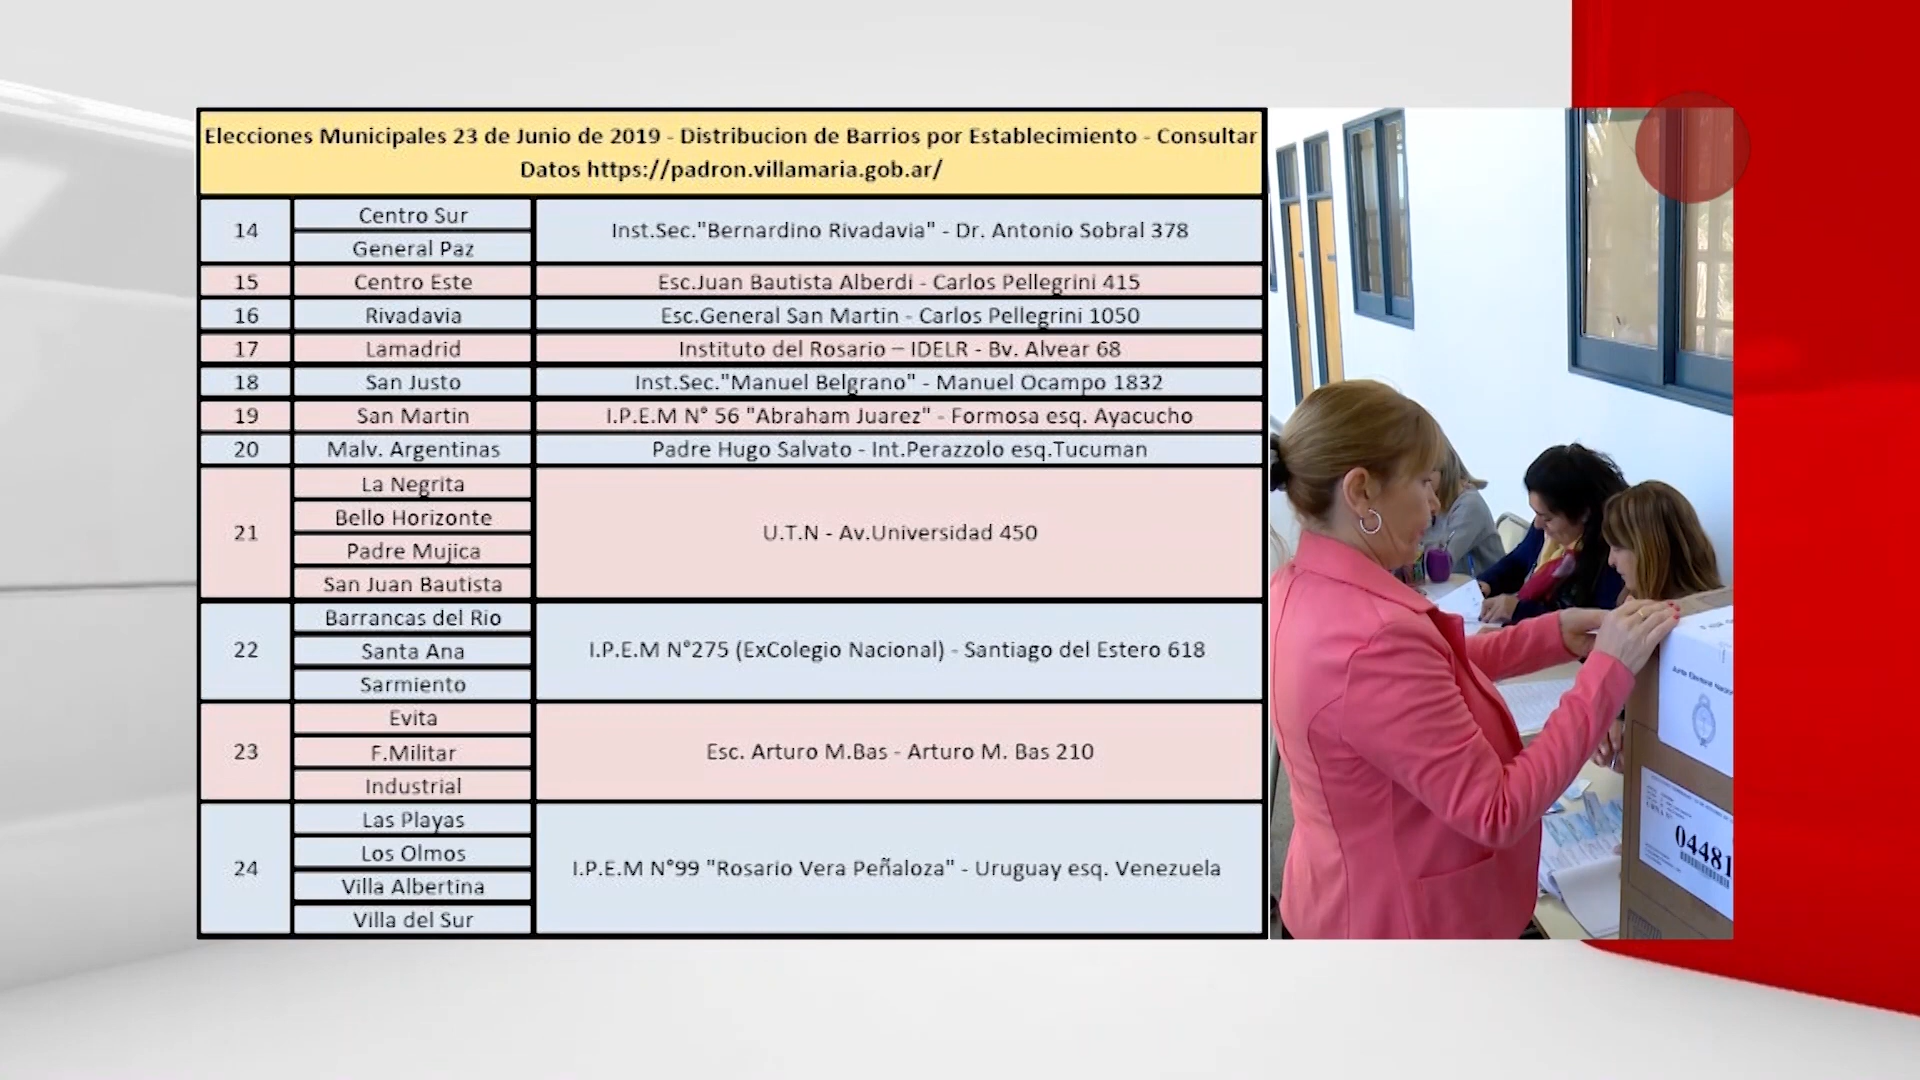 Elecciones Municipales 23 de Junio de 2019 - Distribucion de Barrios por Establecimiento - Consultar
Datos https://padron.villamaria.gob.ar/
14 Centro Sur Inst.Sec."Bernardino Rivadavia" - Dr. Antonio Sobral 378
General Paz
15 Centro Este Esc.Juan Bautista Alberdi - Carlos Pellegrini 415
16 Rivadavia Esc.General San Martin - Carlos Pellegrini 1050
17 Lamadrid Instituto del Rosario – IDELR - Bv. Alvear 68
18 San Justo Inst.Sec."Manuel Belgrano" - Manuel Ocampo 1832
19 San Martin I.P.E.M N° 56 "Abraham Juarez" - Formosa esq. Ayacucho
20 Malv. Argentinas Padre Hugo Salvato - Int.Perazzolo esq.Tucuman
21 La Negrita U.T.N - Av.Universidad 450
Bello Horizonte
Padre Mujica
San Juan Bautista
22 Barrancas del Rio I.P.E.M N°275 (ExColegio Nacional) - Santiago del Estero 618
Santa Ana
Sarmiento
23 Evita Esc. Arturo M.Bas - Arturo M. Bas 210
F.Militar
Industrial
24 Las Playas I.P.E.M N°99 "Rosario Vera Peñaloza" - Uruguay esq. Venezuela
Los Olmos
Villa Albertina
Villa del Sur
Junta Electoral
04481